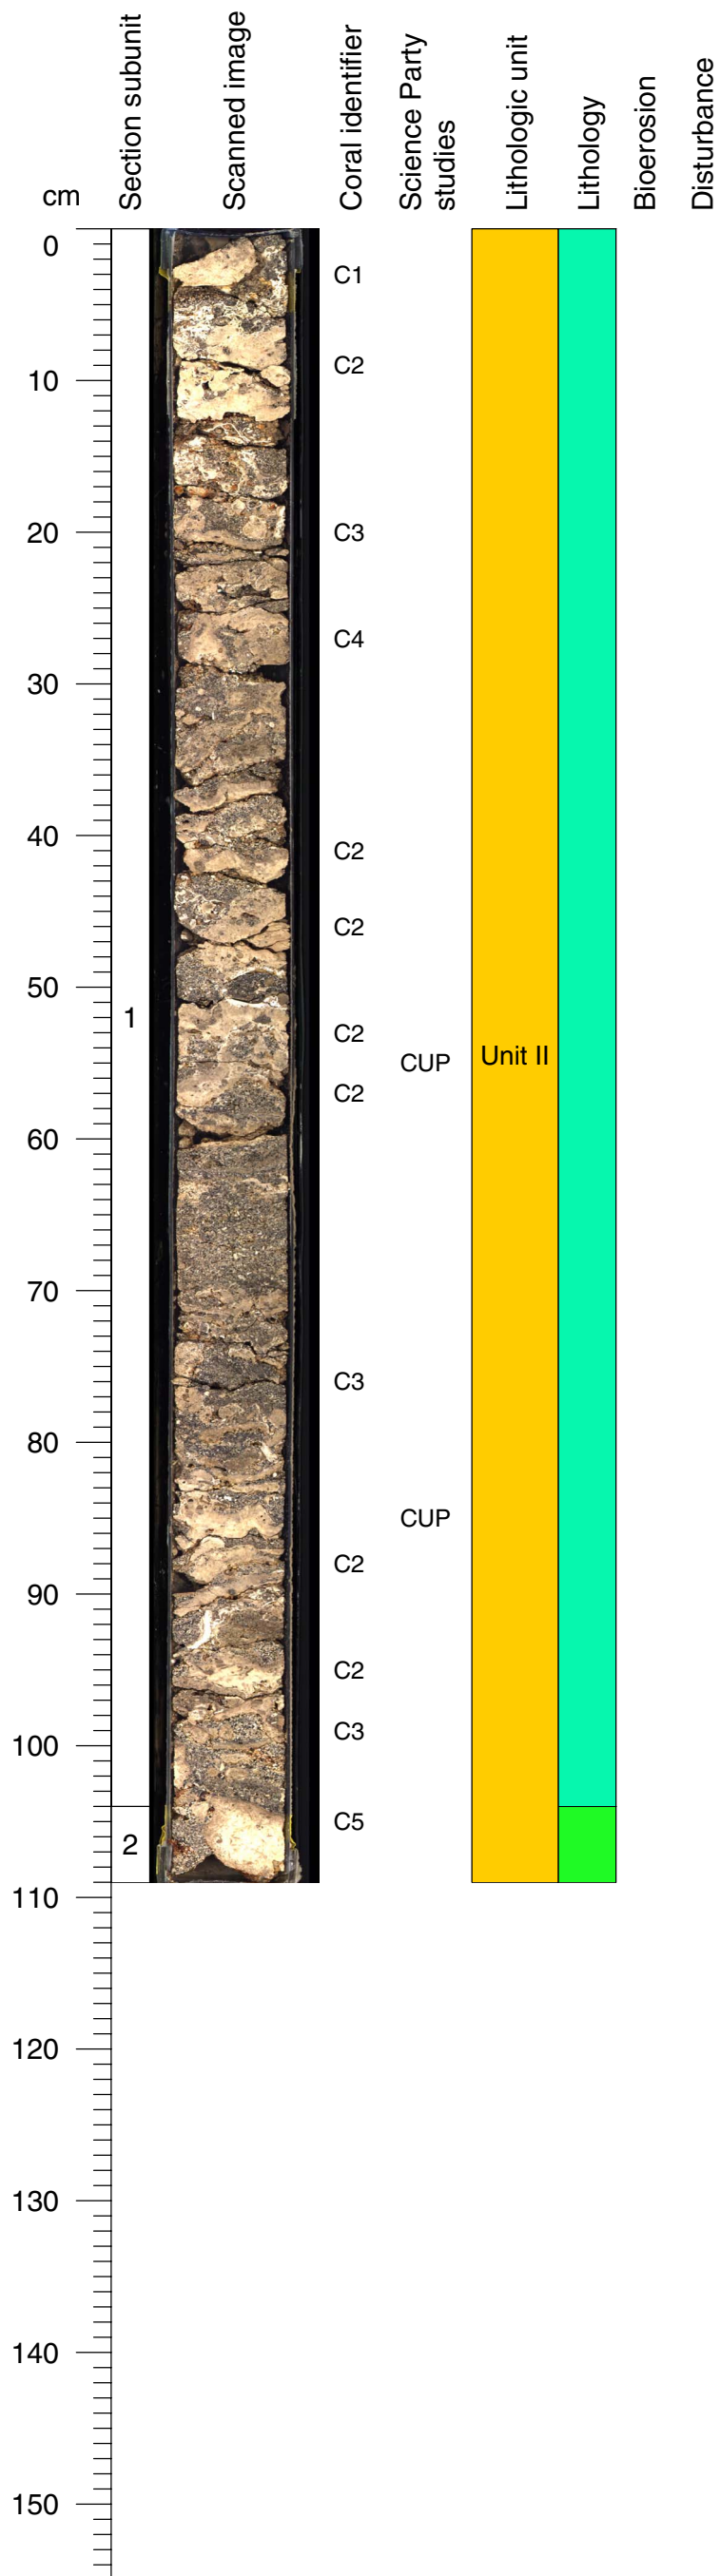 cm
Section subunit
Scanned image
Coral identifier
Science Party
studies
Lithologic unit
Lithology
Bioerosion
Disturbance
0
C1
C2
10
20
C3
C4
30
40
C2
C2
50
1
C2
Unit II
CUP
C2
60
70
C3
80
CUP
C2
90
C2
C3
100
C5
2
110
120
130
140
150